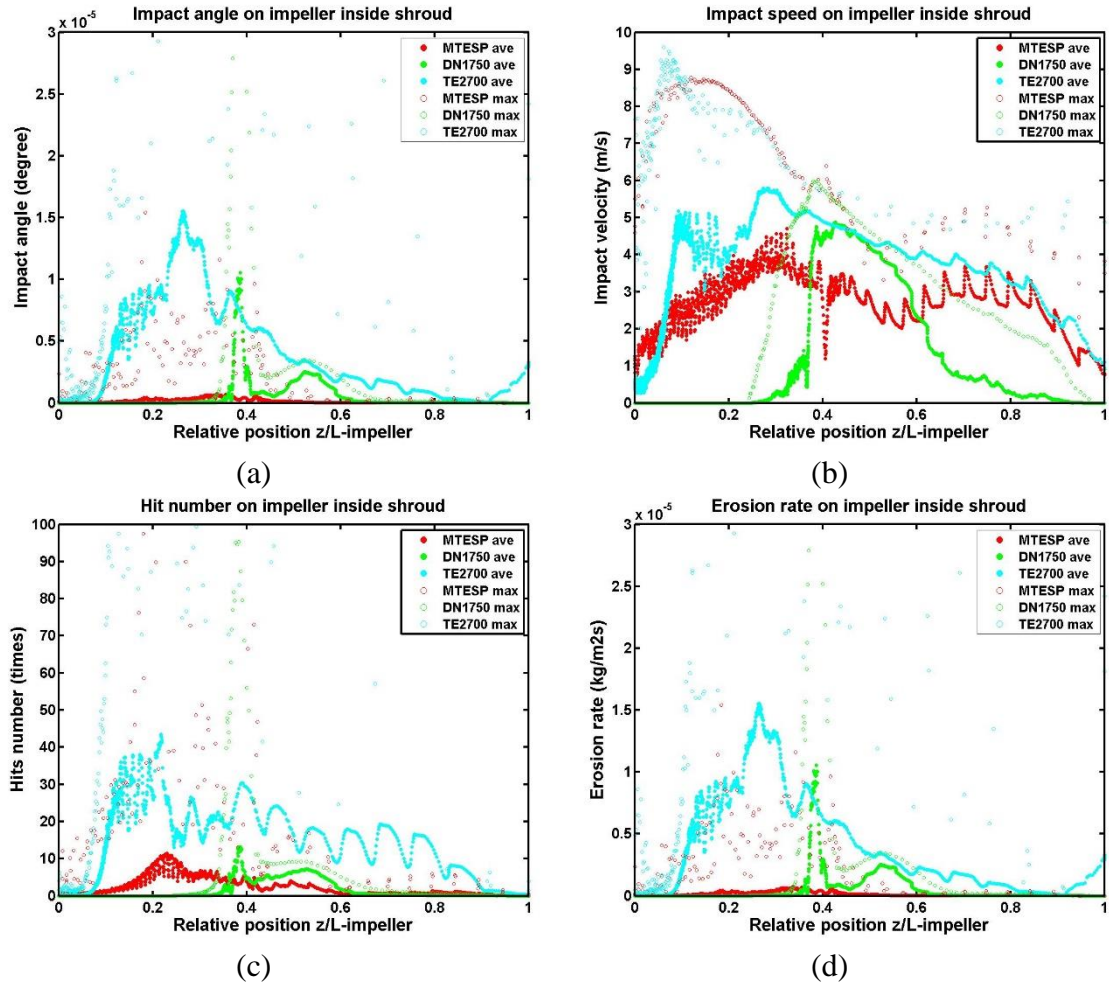 Impact angle on impeller inside shroud
x 10⁻⁵
3
2.5
2
1.5
1
0.5
0
Impact angle (degree)
MTESP ave
DN1750 ave
TE2700 ave
MTESP max
DN1750 max
TE2700 max
0 0.2 0.4 0.6 0.8 1
Relative position z/L-impeller
(a)
Impact speed on impeller inside shroud
10
9
8
7
6
5
4
3
2
1
0
Impact velocity (m/s)
MTESP ave
DN1750 ave
TE2700 ave
MTESP max
DN1750 max
TE2700 max
0 0.2 0.4 0.6 0.8 1
Relative position z/L-impeller
(b)
Hit number on impeller inside shroud
100
90
80
70
60
50
40
30
20
10
0
Hits number (times)
MTESP ave
DN1750 ave
TE2700 ave
MTESP max
DN1750 max
TE2700 max
0 0.2 0.4 0.6 0.8 1
Relative position z/L-impeller
(c)
Erosion rate on impeller inside shroud
x 10⁻⁵
3
2.5
2
1.5
1
0.5
0
Erosion rate (kg/m2s)
MTESP ave
DN1750 ave
TE2700 ave
MTESP max
DN1750 max
TE2700 max
0 0.2 0.4 0.6 0.8 1
Relative position z/L-impeller
(d)